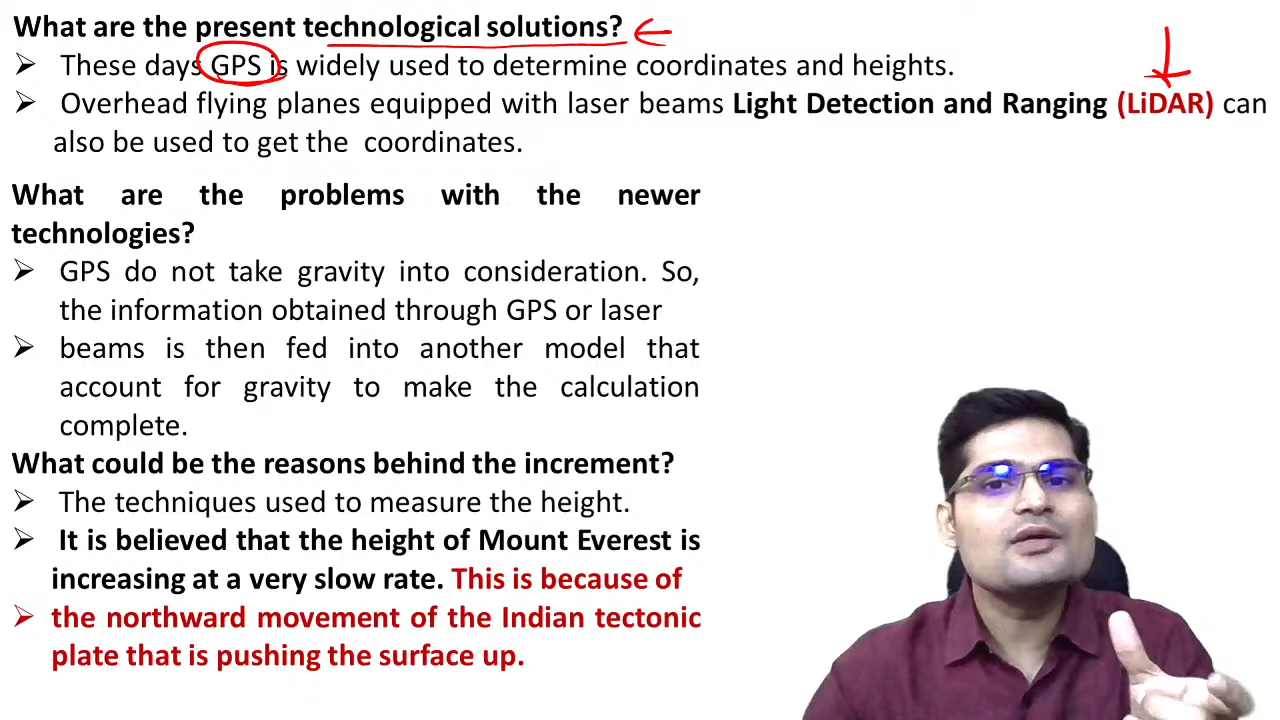 What are the present technological solutions?
These days GPS is widely used to determine coordinates and heights.
Overhead flying planes equipped with laser beams Light Detection and Ranging (LiDAR) can
also be used to get the coordinates.
What are the problems with the newer
technologies?
GPS do not take gravity into consideration. So,
the information obtained through GPS or laser
beams is then fed into another model that
account for gravity to make the calculation
complete.
What could be the reasons behind the increment?
The techniques used to measure the height.
It is believed that the height of Mount Everest is
increasing at a very slow rate. This is because of
the northward movement of the Indian tectonic
plate that is pushing the surface up.